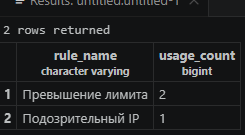 Results: untitled.untitled-1
2 rows returned
rule_name usage_count
character varying bigint
1 Превышение лимита 2
2 Подозрительный IP 1